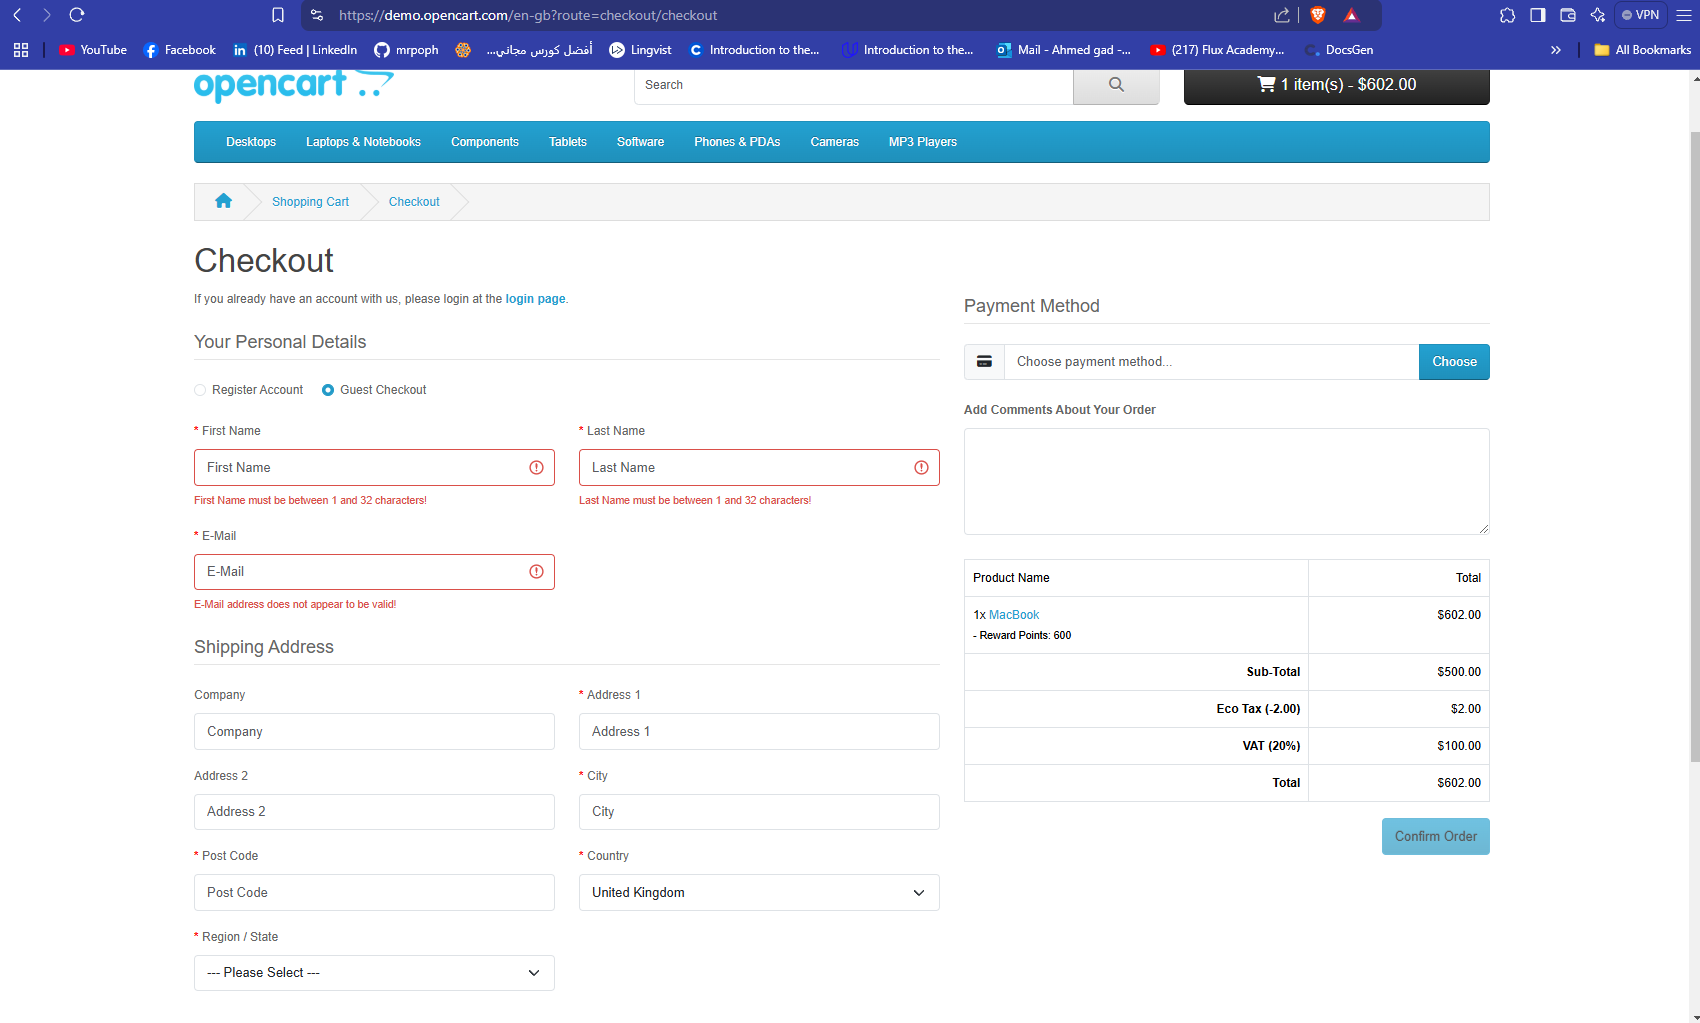 https://demo.opencart.com/en-gb?route=checkout/checkout
VPN
YouTube
Facebook
(10) Feed | LinkedIn
mrpoph
أفضل كورس مجاني...
Lingvist
Introduction to the...
Introduction to the...
Mail - Ahmed gad -...
(217) Flux Academy...
DocsGen
All Bookmarks
opencart
Search
1 item(s) - $602.00
Desktops
Laptops & Notebooks
Components
Tablets
Software
Phones & PDAs
Cameras
MP3 Players
Shopping Cart
Checkout
Checkout
If you already have an account with us, please login at the login page.
Your Personal Details
Register Account
Guest Checkout
* First Name
First Name
First Name must be between 1 and 32 characters!
* Last Name
Last Name
Last Name must be between 1 and 32 characters!
* E-Mail
E-Mail
E-Mail address does not appear to be valid!
Shipping Address
Company
Company
* Address 1
Address 1
Address 2
Address 2
* City
City
* Post Code
Post Code
* Country
United Kingdom
* Region / State
--- Please Select ---
Payment Method
Choose payment method...
Choose
Add Comments About Your Order
Product Name Total
1x MacBook $602.00
- Reward Points: 600
Sub-Total $500.00
Eco Tax (-2.00) $2.00
VAT (20%) $100.00
Total $602.00
Confirm Order